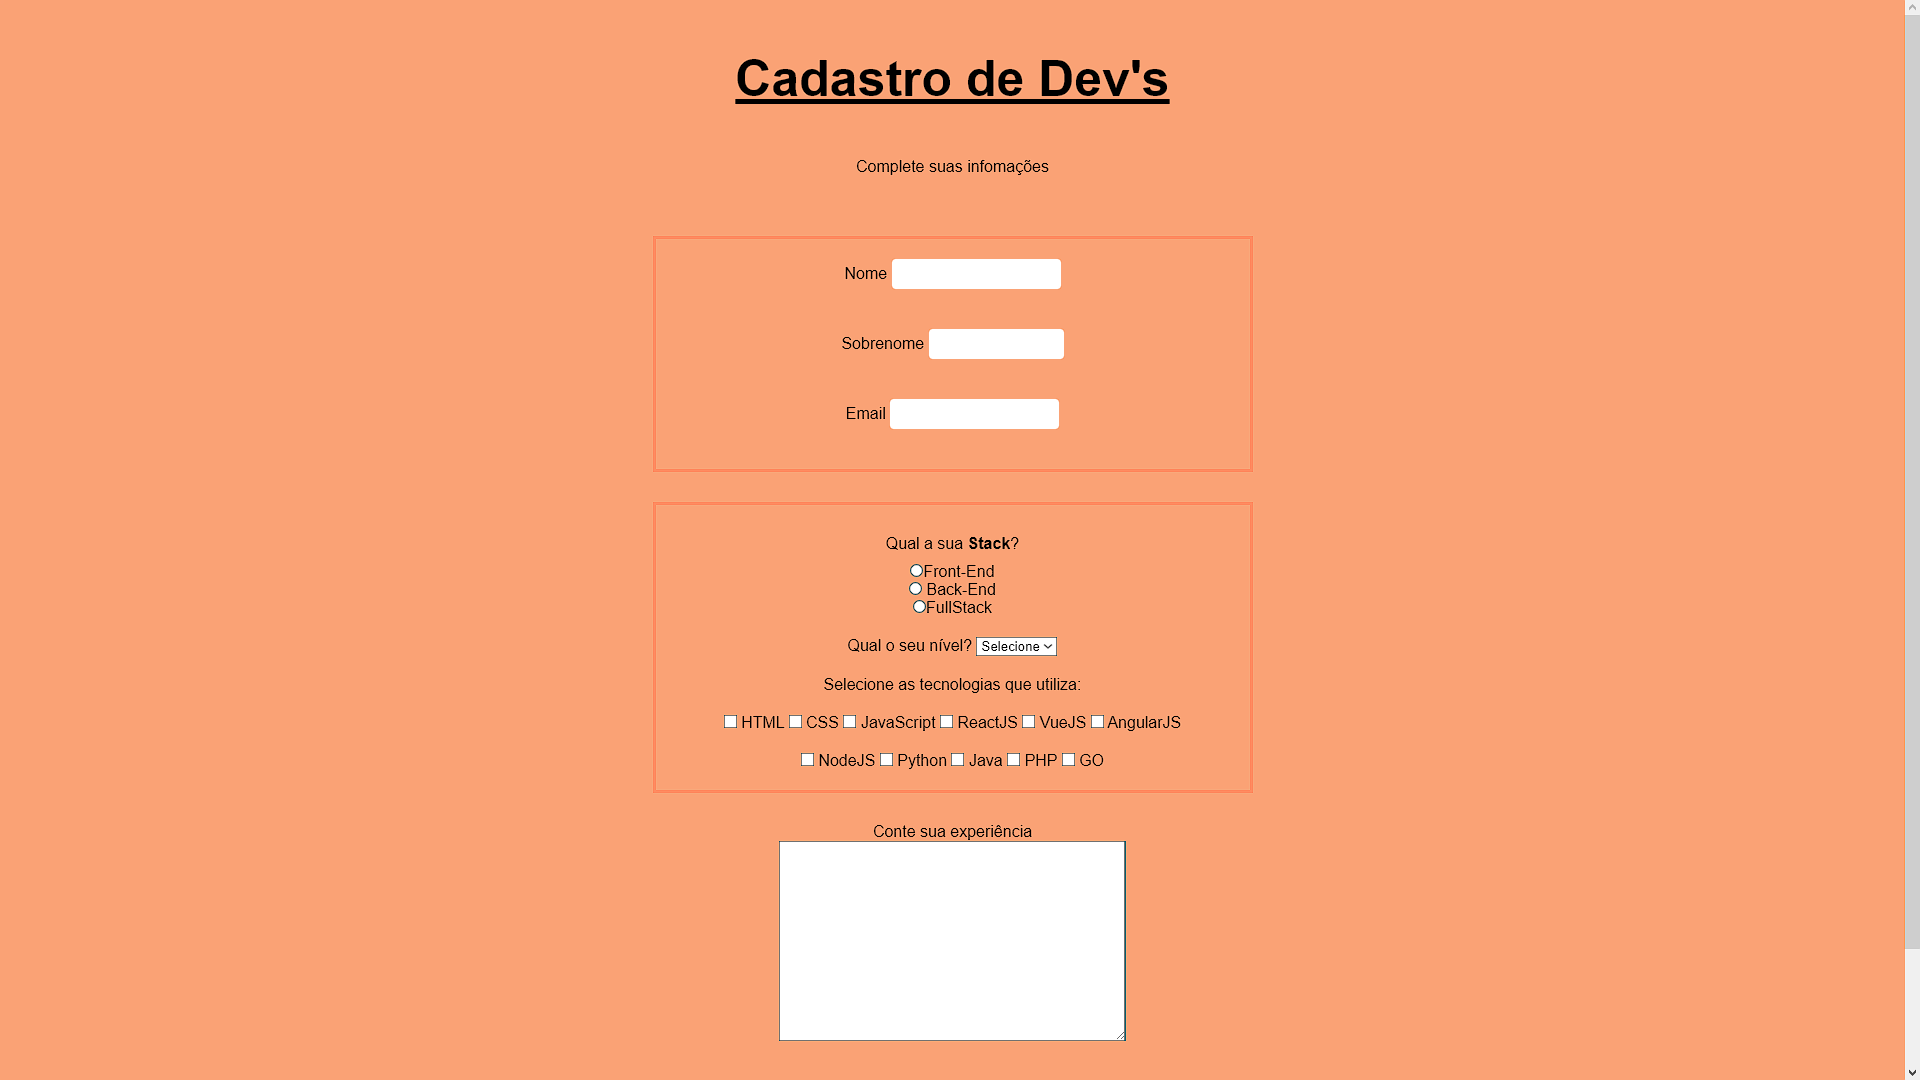 Cadastro de Dev's
Complete suas infomações
Nome
Sobrenome
Email
Qual a sua Stack?
Front-End
Back-End
FullStack
Qual o seu nível? Selecione
Selecione as tecnologias que utiliza:
HTML CSS JavaScript ReactJS VueJS AngularJS
NodeJS Python Java PHP GO
Conte sua experiência